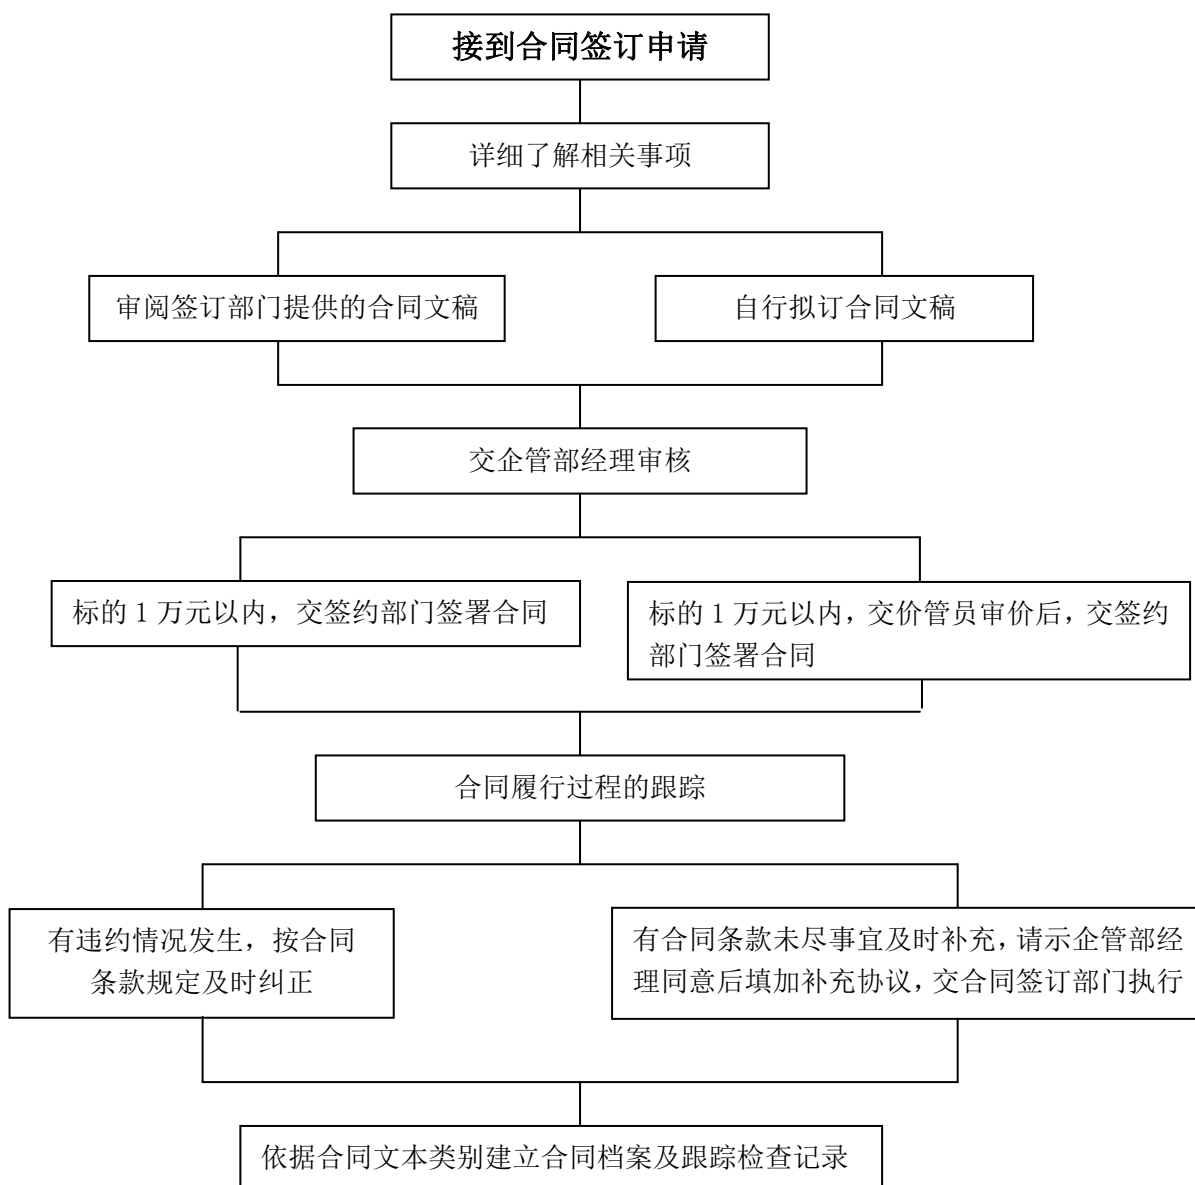 接到合同签订申请
详细了解相关事项
审阅签订部门提供的合同文稿
自行拟订合同文稿
交企管部经理审核
标的 1 万元以内，交签约部门签署合同
标的 1 万元以内，交价管员审价后，交签约
部门签署合同
合同履行过程的跟踪
有违约情况发生，按合同
条款规定及时纠正
有合同条款未尽事宜及时补充，请示企管部经
理同意后填加补充协议，交合同签订部门执行
依据合同文本类别建立合同档案及跟踪检查记录